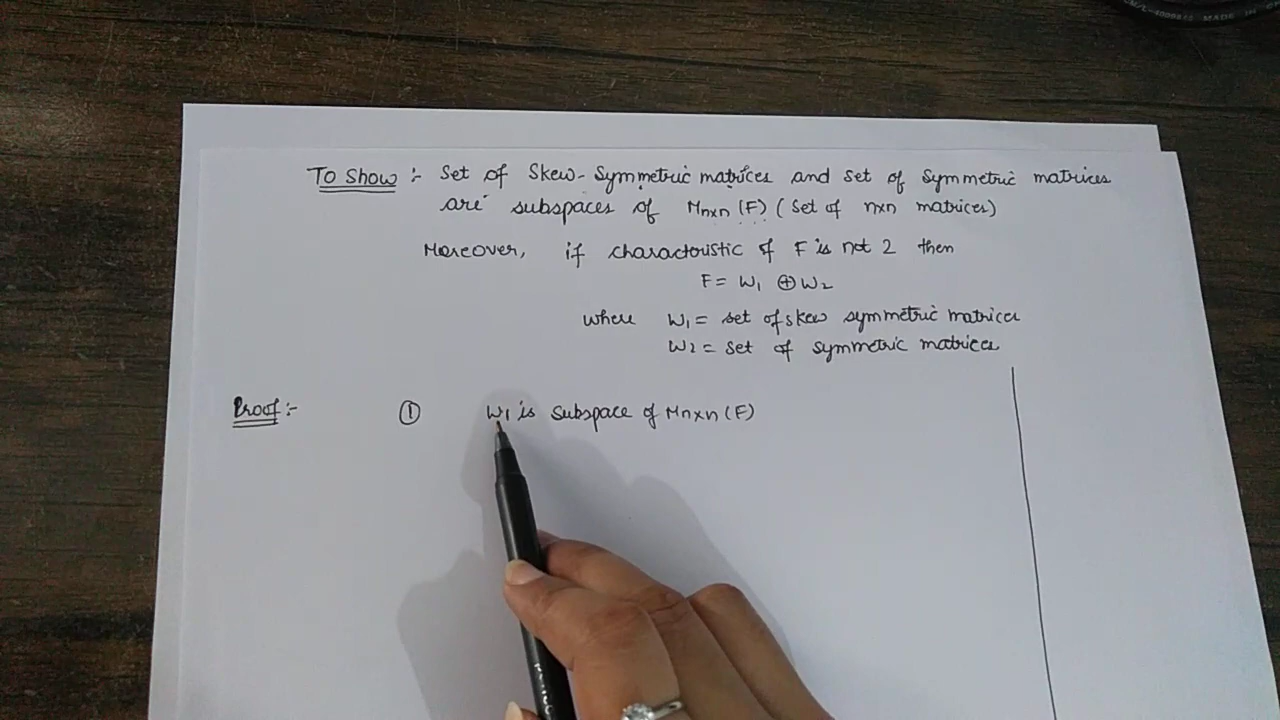 To Show :- Set of Skew-Symmetric matrices and set of symmetric matrices
are subspaces of Mnxn (F) ( Set of nxn matrices)
Moreover, if charactoristic of F is not 2 then
F = W1 ⊕ W2
where W1 = set of skew symmetric matrices
W2 = set of symmetric matrices
Proof :- ① W1 is subspace of Mnxn (F)